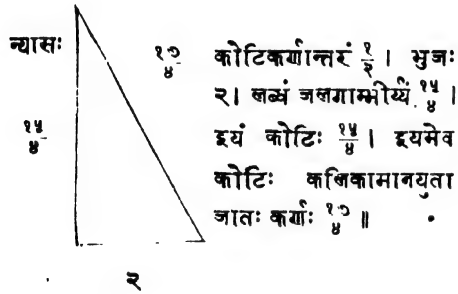 न्यासः
१७
४
१५
४
२
कोटिकर्णान्तरं १/२ । भुजः
२। लब्धं जलगाम्भीर्य्यं १५/४ ।
इयं कोटिः १५/४ । इयमेव
कोटिः कलिकामानयुता
जातः कर्णः १७/४ ॥